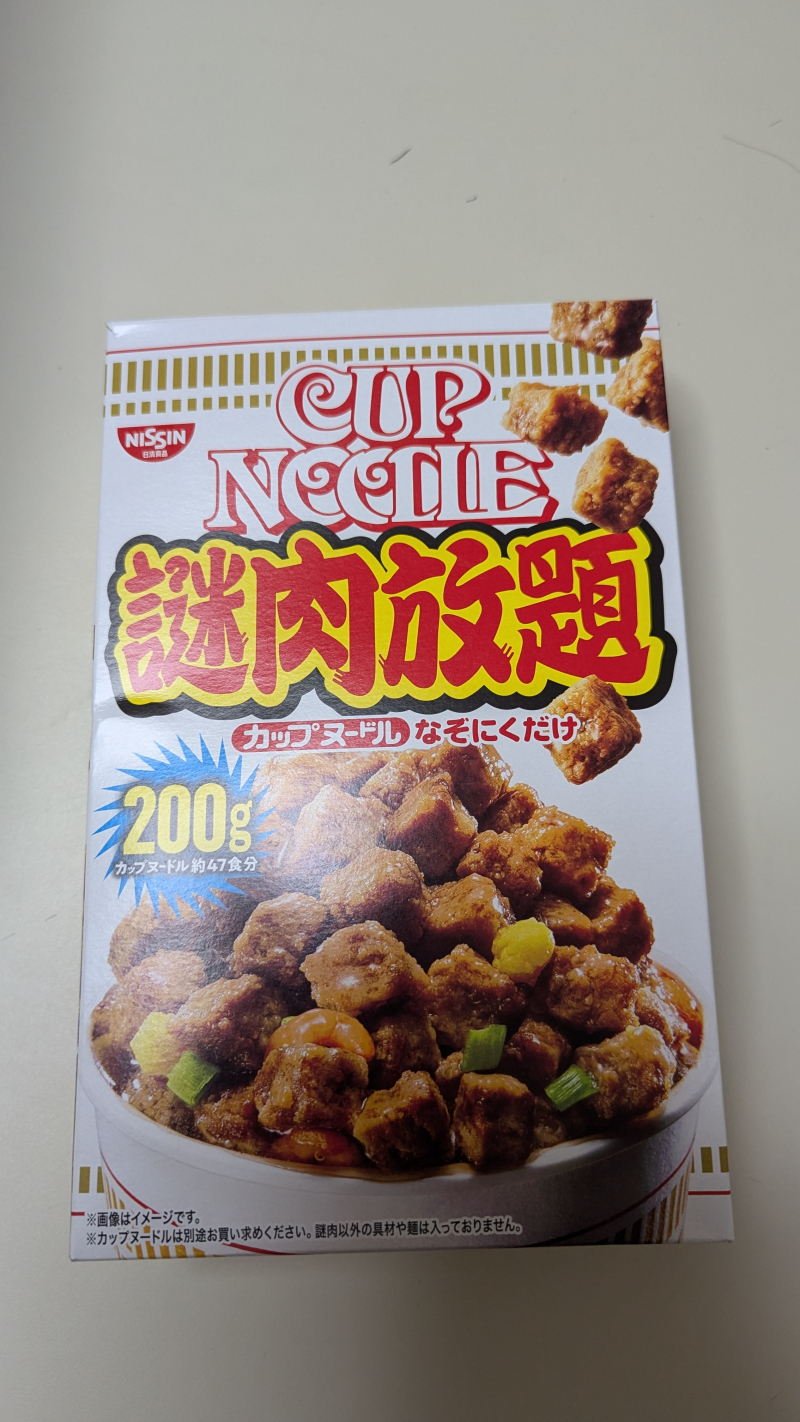 CUP
NOODLE
NISSIN
日清食品
謎肉放題
カップヌードル なぞにくだけ
200g
カップヌードル 約47食分
※画像はイメージです。
※カップヌードルは別途お買い求めください。謎肉以外の具材や麺は入っておりません。